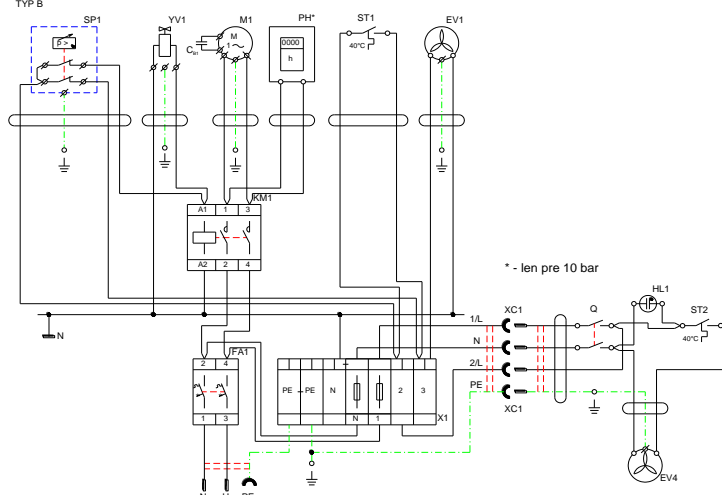 TYP B
SP1
YV1
M1
PH*
ST1
EV1
p >
M
1 ~
0000
h
40°C
KM1
A1 1 3
A2 2 4
N
* - len pre 10 bar
HL1
XC1
Q
ST2
1/L
N
2/L
PE
40°C
XC1
FA1
2 4
1 3
PE PE N 2 3
N 1
X1
EV4